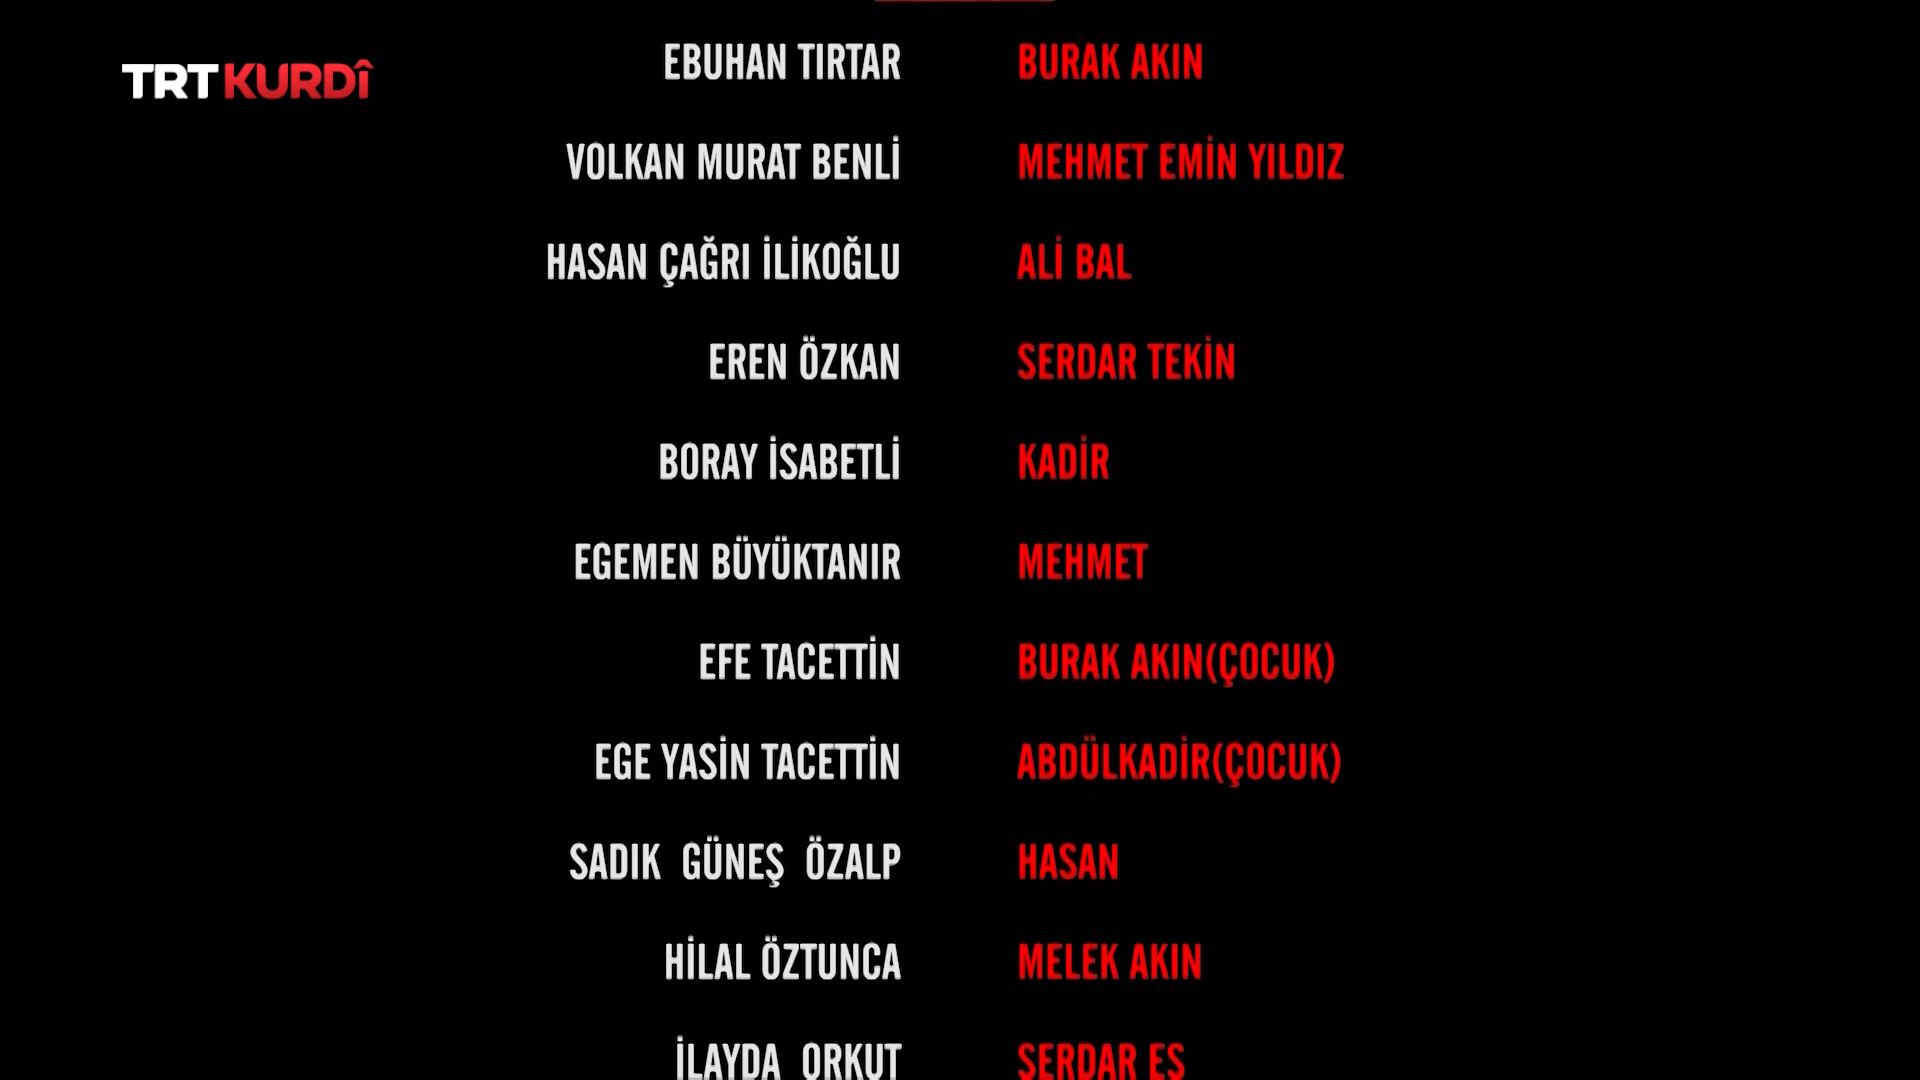 TRT KURDÎ
EBUHAN TIRTAR BURAK AKIN
VOLKAN MURAT BENLİ MEHMET EMİN YILDIZ
HASAN ÇAĞRI İLİKOĞLU ALİ BAL
EREN ÖZKAN SERDAR TEKİN
BORAY İSABETLİ KADİR
EGEMEN BÜYÜKTANIR MEHMET
EFE TACETTİN BURAK AKIN(ÇOCUK)
EGE YASİN TACETTİN ABDÜLKADİR(ÇOCUK)
SADIK GÜNEŞ ÖZALP HASAN
HİLAL ÖZTUNCA MELEK AKIN
İLAYDA ORKUT SERDAR